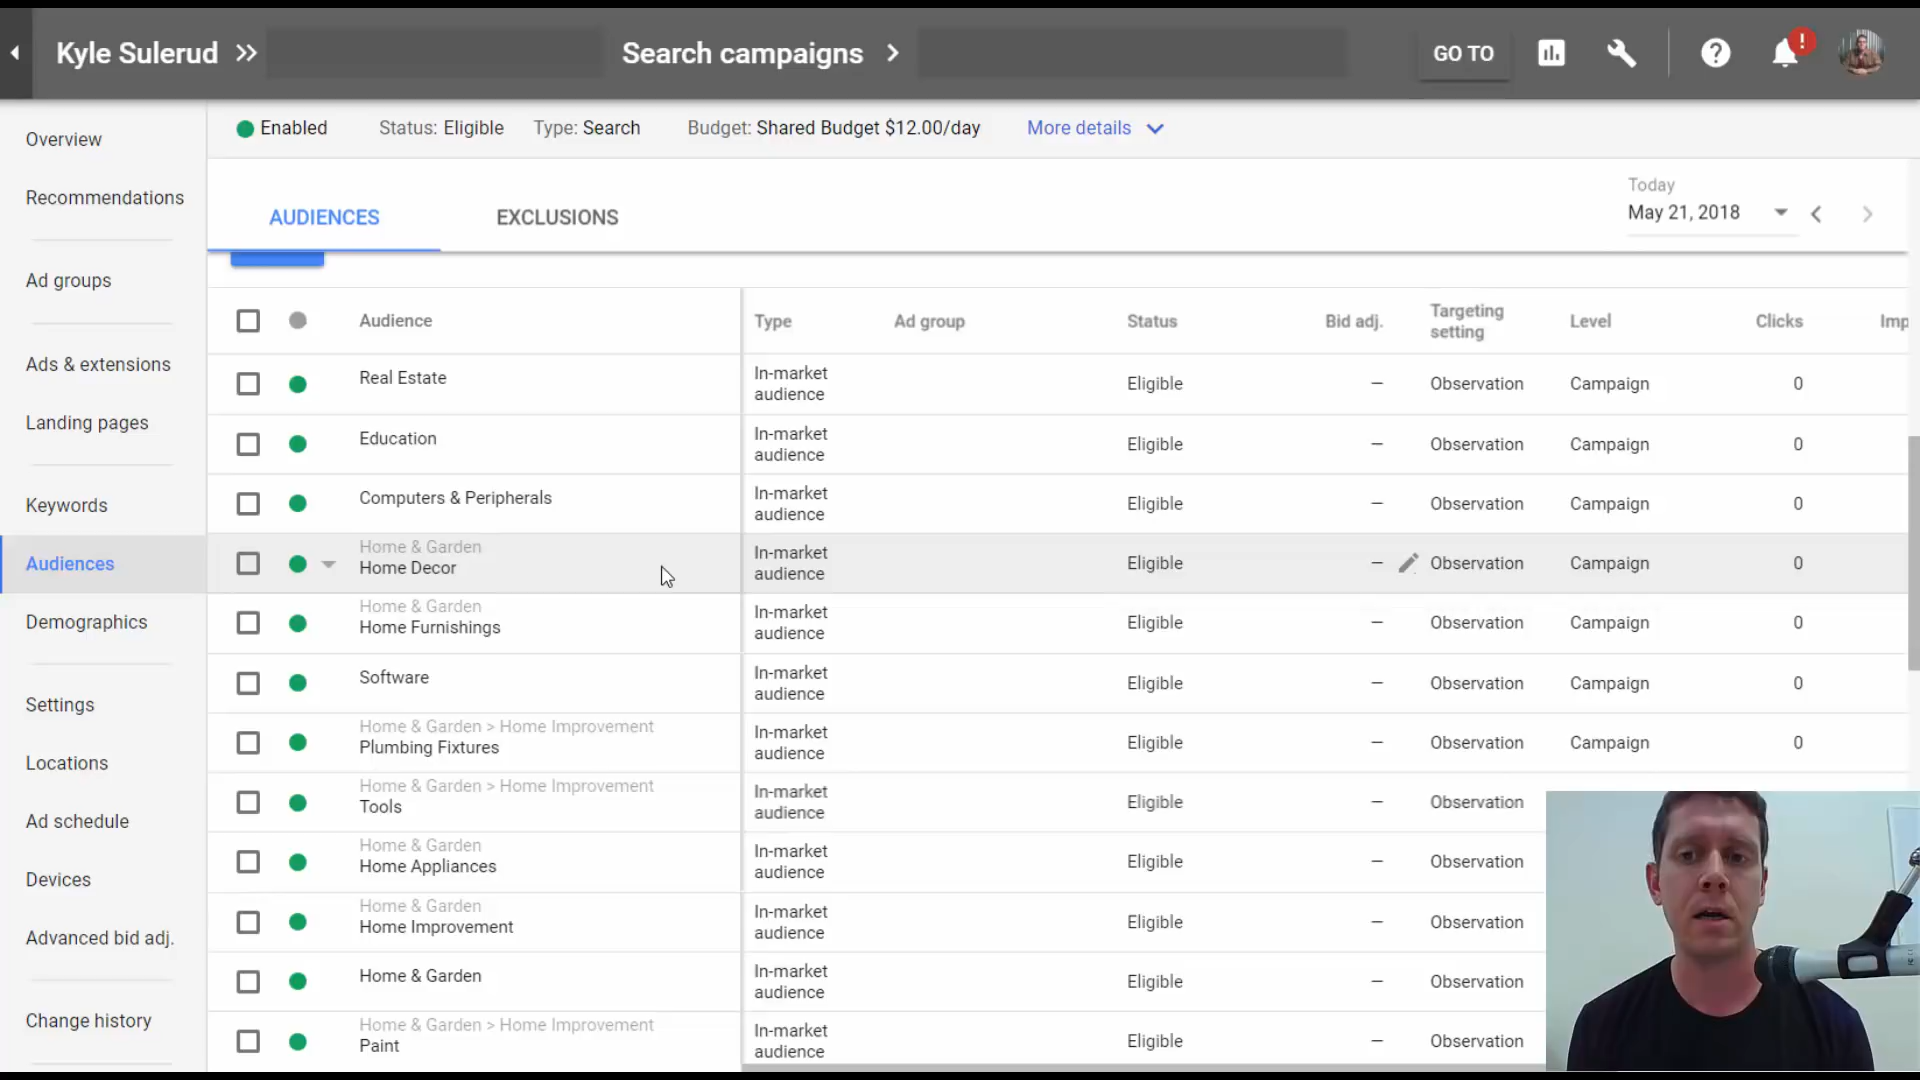 Kyle Sulerud
Search campaigns
GO TO
!
Overview
Recommendations
Ad groups
Ads & extensions
Landing pages
Keywords
Audiences
Demographics
Settings
Locations
Ad schedule
Devices
Advanced bid adj.
Change history
Enabled Status: Eligible Type: Search Budget: Shared Budget $12.00/day More details
AUDIENCES EXCLUSIONS
Today
May 21, 2018
Audience Type Ad group Status Bid adj. Targeting setting Level Clicks Imp
Real Estate In-market audience Eligible — Observation Campaign 0
Education In-market audience Eligible — Observation Campaign 0
Computers & Peripherals In-market audience Eligible — Observation Campaign 0
Home & Garden
Home Decor In-market audience Eligible — Observation Campaign 0
Home & Garden
Home Furnishings In-market audience Eligible — Observation Campaign 0
Software In-market audience Eligible — Observation Campaign 0
Home & Garden > Home Improvement
Plumbing Fixtures In-market audience Eligible — Observation Campaign 0
Home & Garden > Home Improvement
Tools In-market audience Eligible — Observation
Home & Garden
Home Appliances In-market audience Eligible — Observation
Home & Garden
Home Improvement In-market audience Eligible — Observation
Home & Garden In-market audience Eligible — Observation
Home & Garden > Home Improvement
Paint In-market audience Eligible — Observation